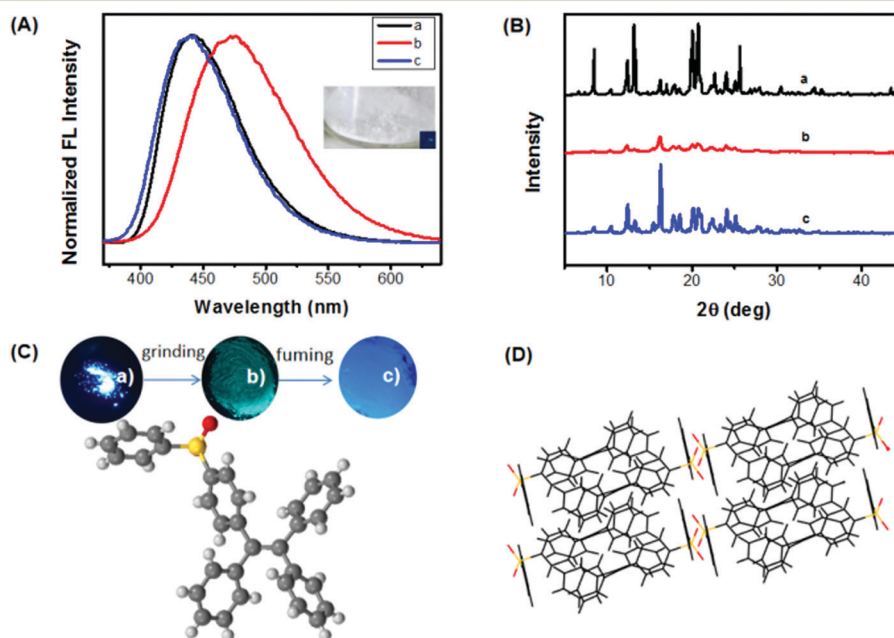 (A)
a
b
c
Normalized FL Intensity
400 450 500 550 600
Wavelength (nm)
(B)
a
b
c
Intensity
10 20 30 40
2θ (deg)
(C)
grinding fuming
a) b) c)
(D)